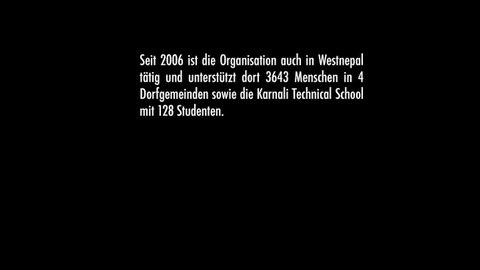 Seit 2006 ist die Organisation auch in Westnepal
tätig und unterstützt dort 3643 Menschen in 4
Dorfgemeinden sowie die Karnali Technical School
mit 128 Studenten.